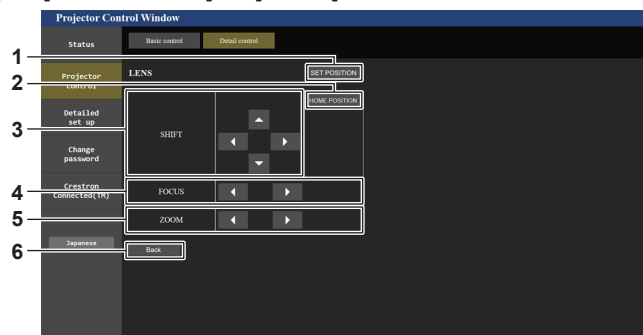 Projector Control Window
Status
Basic control
Detail control
1
LENS
SET POSITION
2
Projector
control
HOME POSITION
3
SHIFT
Detailed
set up
Change
password
4
Crestron
Connected(TM)
FOCUS
5
ZOOM
Japanese
6
Back